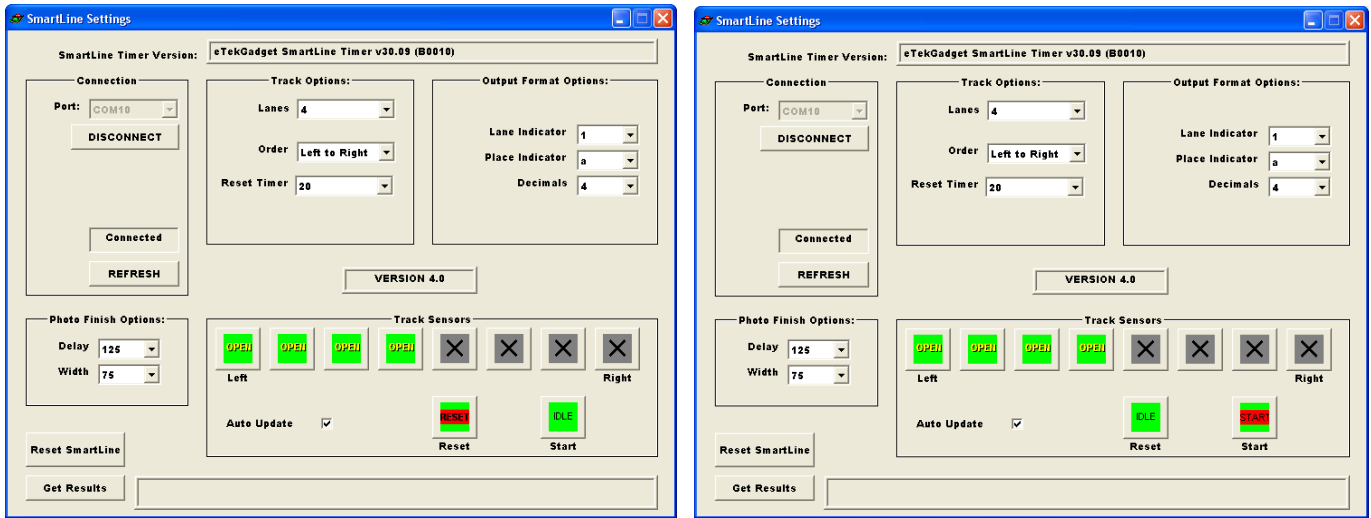 SmartLine Settings
SmartLine Timer Version: eTekGadget SmartLine Timer v30.09 (B0010)
Connection
Port: COM10
DISCONNECT
Connected
REFRESH
Track Options:
Lanes 4
Order Left to Right
Reset Timer 20
Output Format Options:
Lane Indicator 1
Place Indicator a
Decimals 4
VERSION 4.0
Photo Finish Options:
Delay 125
Width 75
Track Sensors
OPEN OPEN OPEN OPEN
Left Right
Auto Update RESET IDLE
Reset Start
Reset SmartLine
Get Results
SmartLine Settings
SmartLine Timer Version: eTekGadget SmartLine Timer v30.09 (B0010)
Connection
Port: COM10
DISCONNECT
Connected
REFRESH
Track Options:
Lanes 4
Order Left to Right
Reset Timer 20
Output Format Options:
Lane Indicator 1
Place Indicator a
Decimals 4
VERSION 4.0
Photo Finish Options:
Delay 125
Width 75
Track Sensors
OPEN OPEN OPEN OPEN
Left Right
Auto Update IDLE START
Reset Start
Reset SmartLine
Get Results